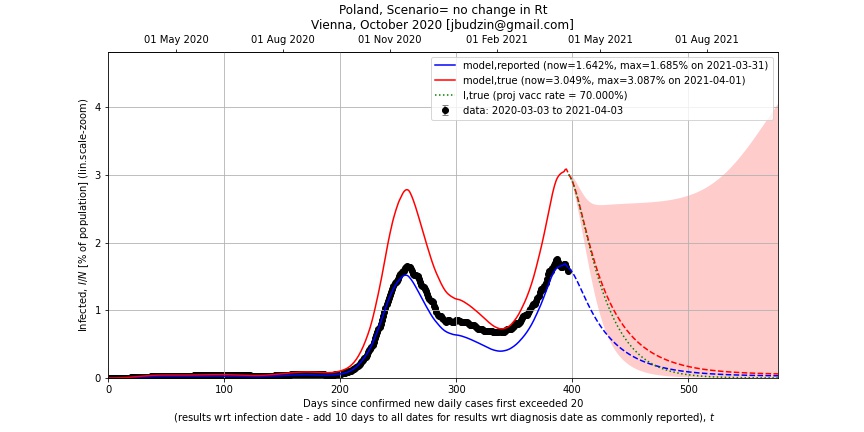 Poland, Scenario= no change in Rt
Vienna, October 2020 [jbudzin@gmail.com]
01 May 2020 01 Aug 2020 01 Nov 2020 01 Feb 2021 01 May 2021 01 Aug 2021
model,reported (now=1.642%, max=1.685% on 2021-03-31)
model,true (now=3.049%, max=3.087% on 2021-04-01)
I,true (proj vacc rate = 70.000%)
data: 2020-03-03 to 2021-04-03
Infected, I/N [% of population] (lin.scale-zoom)
4
3
2
1
0
0 100 200 300 400 500
Days since confirmed new daily cases first exceeded 20
(results wrt infection date - add 10 days to all dates for results wrt diagnosis date as commonly reported), t